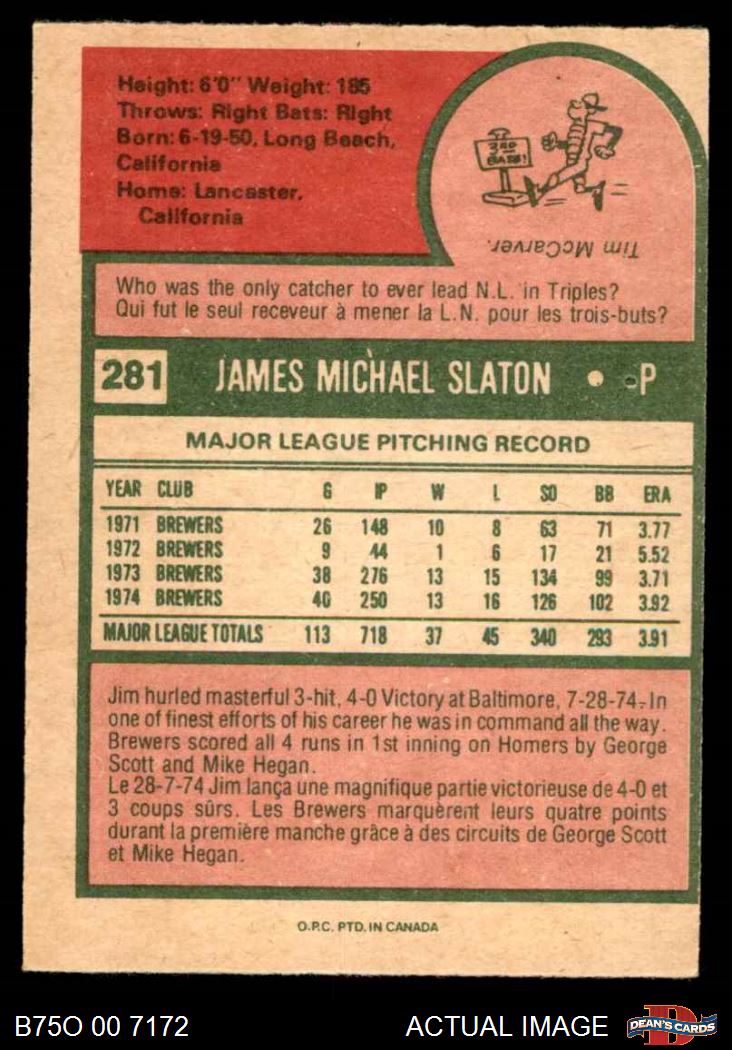 Height: 6'0" Weight: 185
Throws: Right Bats: Right
Born: 6-19-50, Long Beach,
California
Home: Lancaster,
California
3RD
BASE!
Tim McCarver.
Who was the only catcher to ever lead N.L. in Triples?
Qui fut le seul receveur à mener la L.N. pour les trois-buts?
281 JAMES MICHAEL SLATON • P
MAJOR LEAGUE PITCHING RECORD
YEAR CLUB G IP W L SO BB ERA
1971 BREWERS 26 148 10 8 63 71 3.77
1972 BREWERS 9 44 1 6 17 21 5.52
1973 BREWERS 38 276 13 15 134 99 3.71
1974 BREWERS 40 250 13 16 126 102 3.92
MAJOR LEAGUE TOTALS 113 718 37 45 340 293 3.91
Jim hurled masterful 3-hit, 4-0 Victory at Baltimore, 7-28-74. In
one of finest efforts of his career he was in command all the way.
Brewers scored all 4 runs in 1st inning on Homers by George
Scott and Mike Hegan.
Le 28-7-74 Jim lança une magnifique partie victorieuse de 4-0 et
3 coups sûrs. Les Brewers marquèrent leurs quatre points
durant la première manche grâce à des circuits de George Scott
et Mike Hegan.
O.P.C. PTD. IN CANADA
B75O 00 7172 ACTUAL IMAGE DEAN'S CARDS